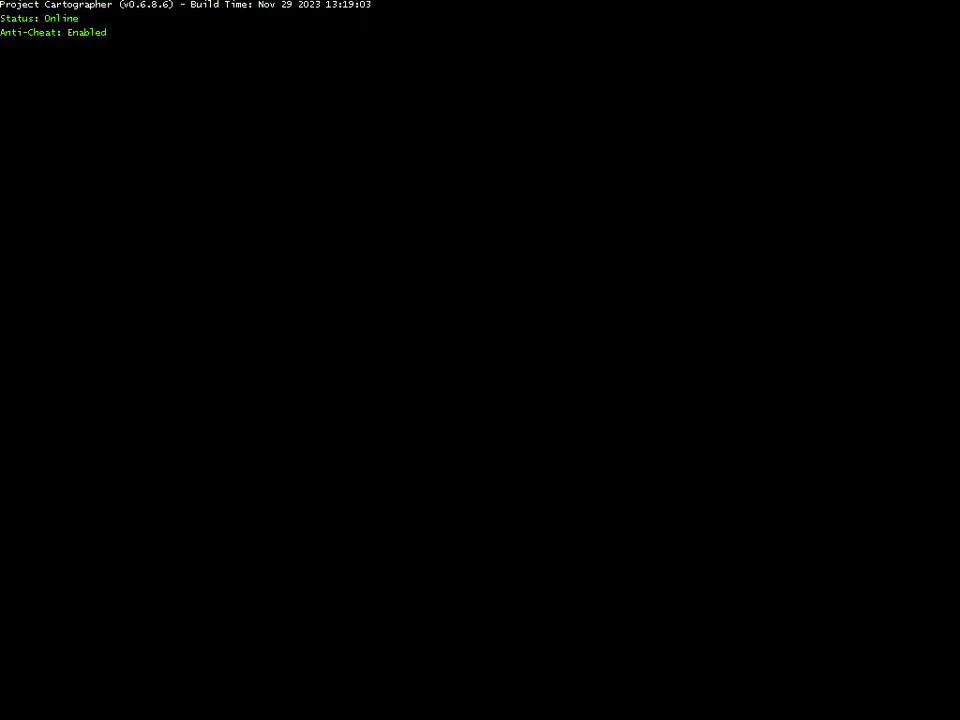 Project Cartographer (v0.6.8.6) - Build Time: Nov 29 2023 13:19:03
Status: Online
Anti-Cheat: Enabled